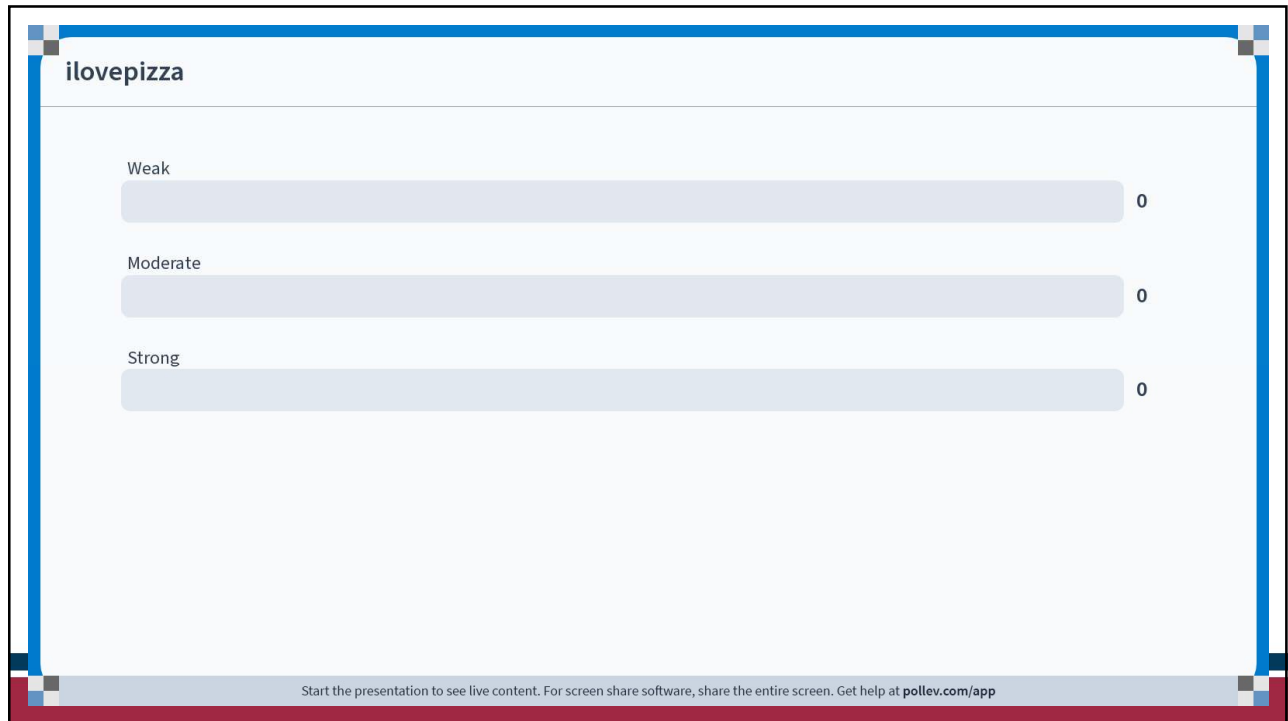 ilovepizza
Weak
0
Moderate
0
Strong
0
Start the presentation to see live content. For screen share software, share the entire screen. Get help at pollev.com/app